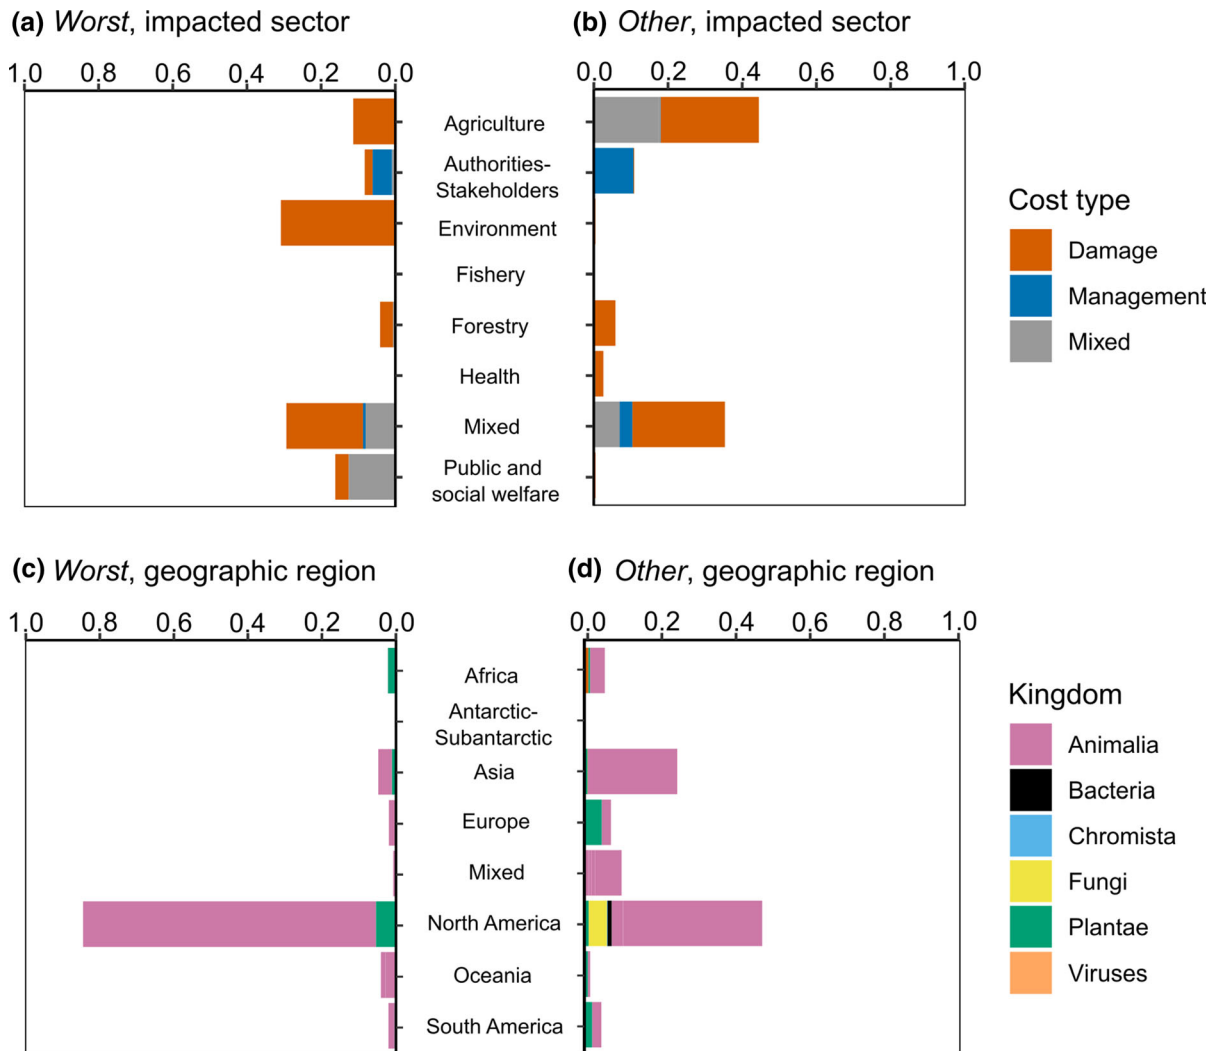 (a) Worst, impacted sector
(b) Other, impacted sector
1.0 0.8 0.6 0.4 0.2 0.0
0.0 0.2 0.4 0.6 0.8 1.0
Agriculture
Authorities-
Stakeholders
Environment
Fishery
Forestry
Health
Mixed
Public and
social welfare
Cost type
Damage
Management
Mixed
(c) Worst, geographic region
(d) Other, geographic region
1.0 0.8 0.6 0.4 0.2 0.0
0.0 0.2 0.4 0.6 0.8 1.0
Africa
Antarctic-
Subantarctic
Asia
Europe
Mixed
North America
Oceania
South America
Kingdom
Animalia
Bacteria
Chromista
Fungi
Plantae
Viruses